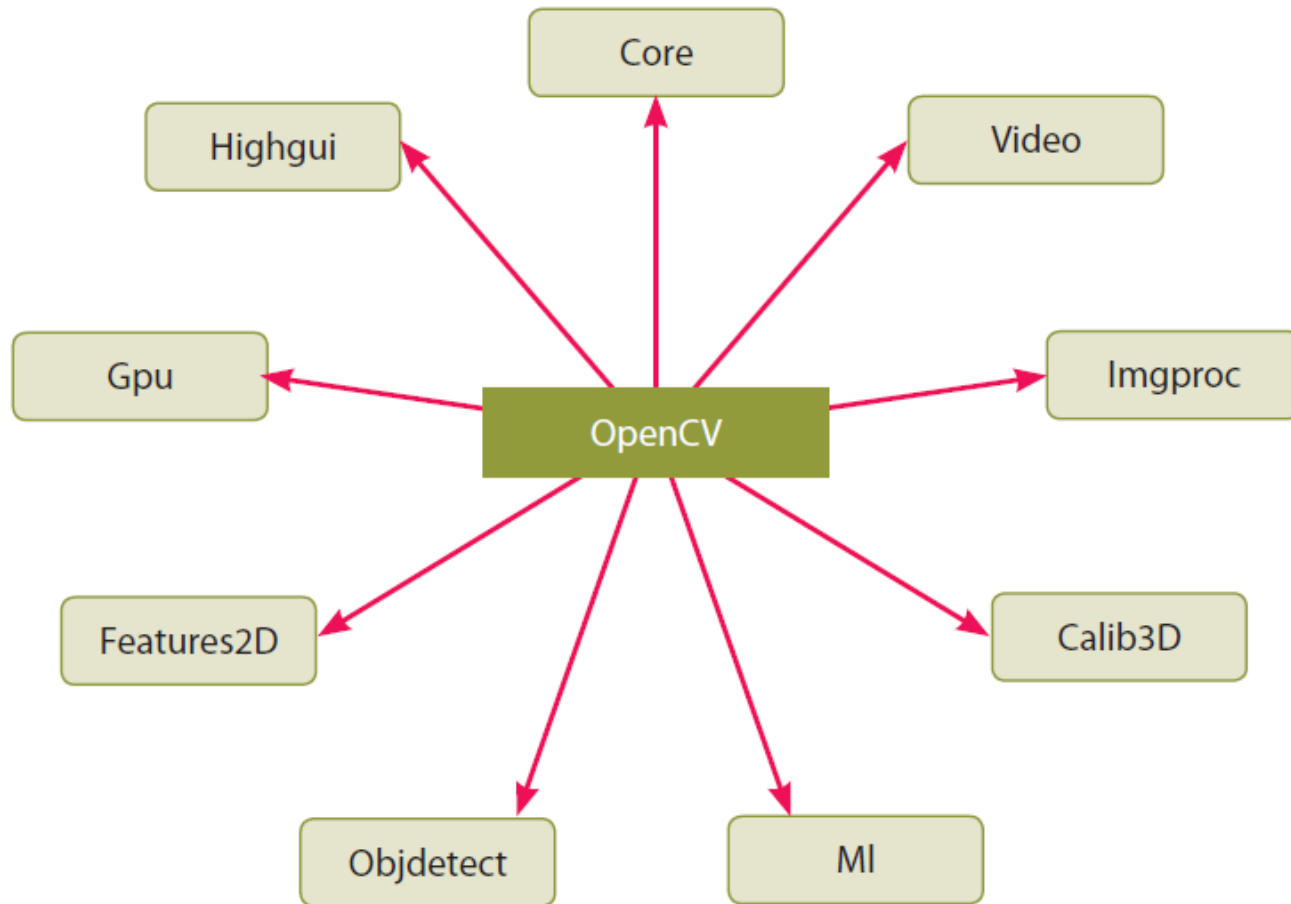 Core
Highgui
Video
Gpu
Imgproc
OpenCV
Features2D
Calib3D
Objdetect
Ml